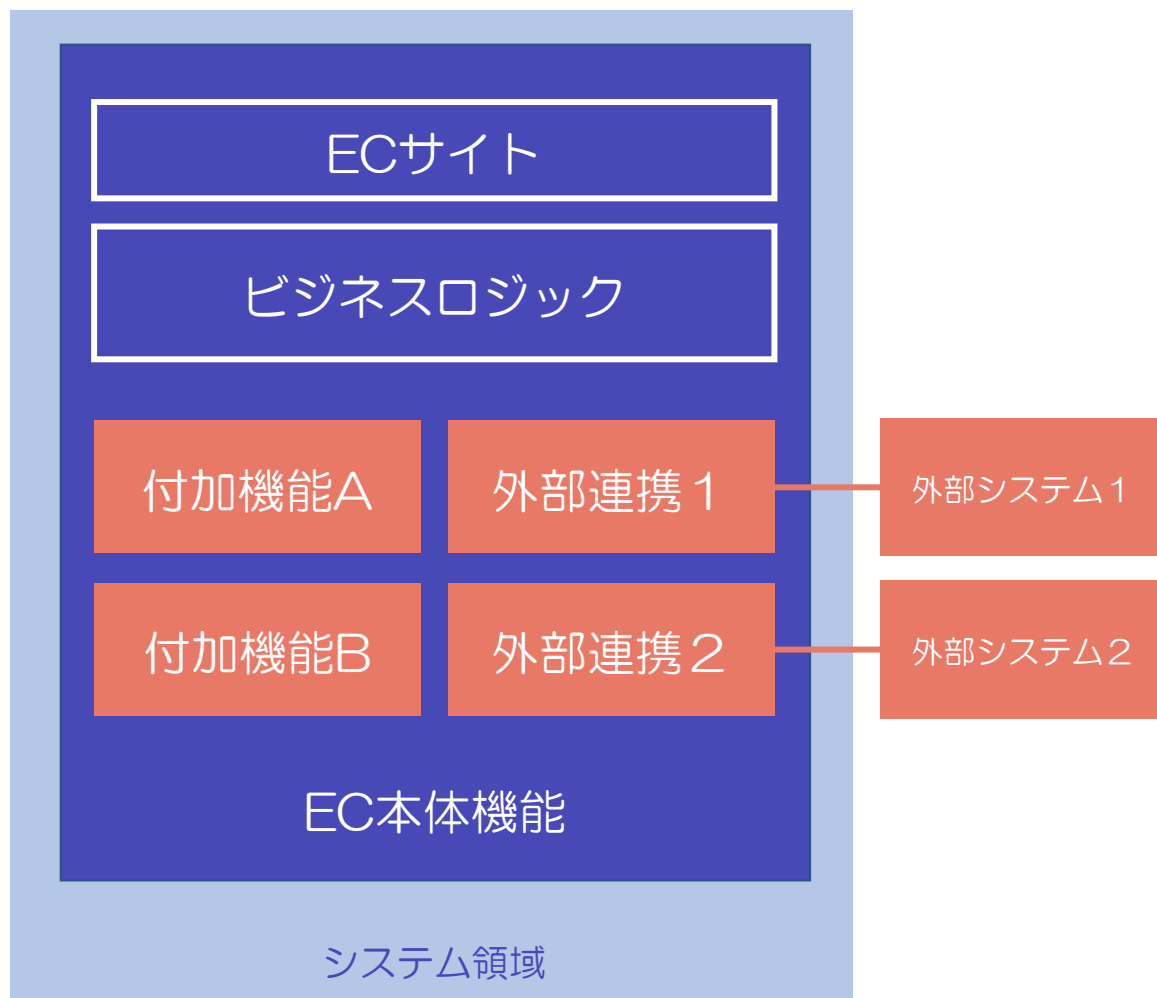 ECサイト
ビジネスロジック
付加機能A
外部連携１
外部システム１
付加機能B
外部連携２
外部システム２
EC本体機能
システム領域